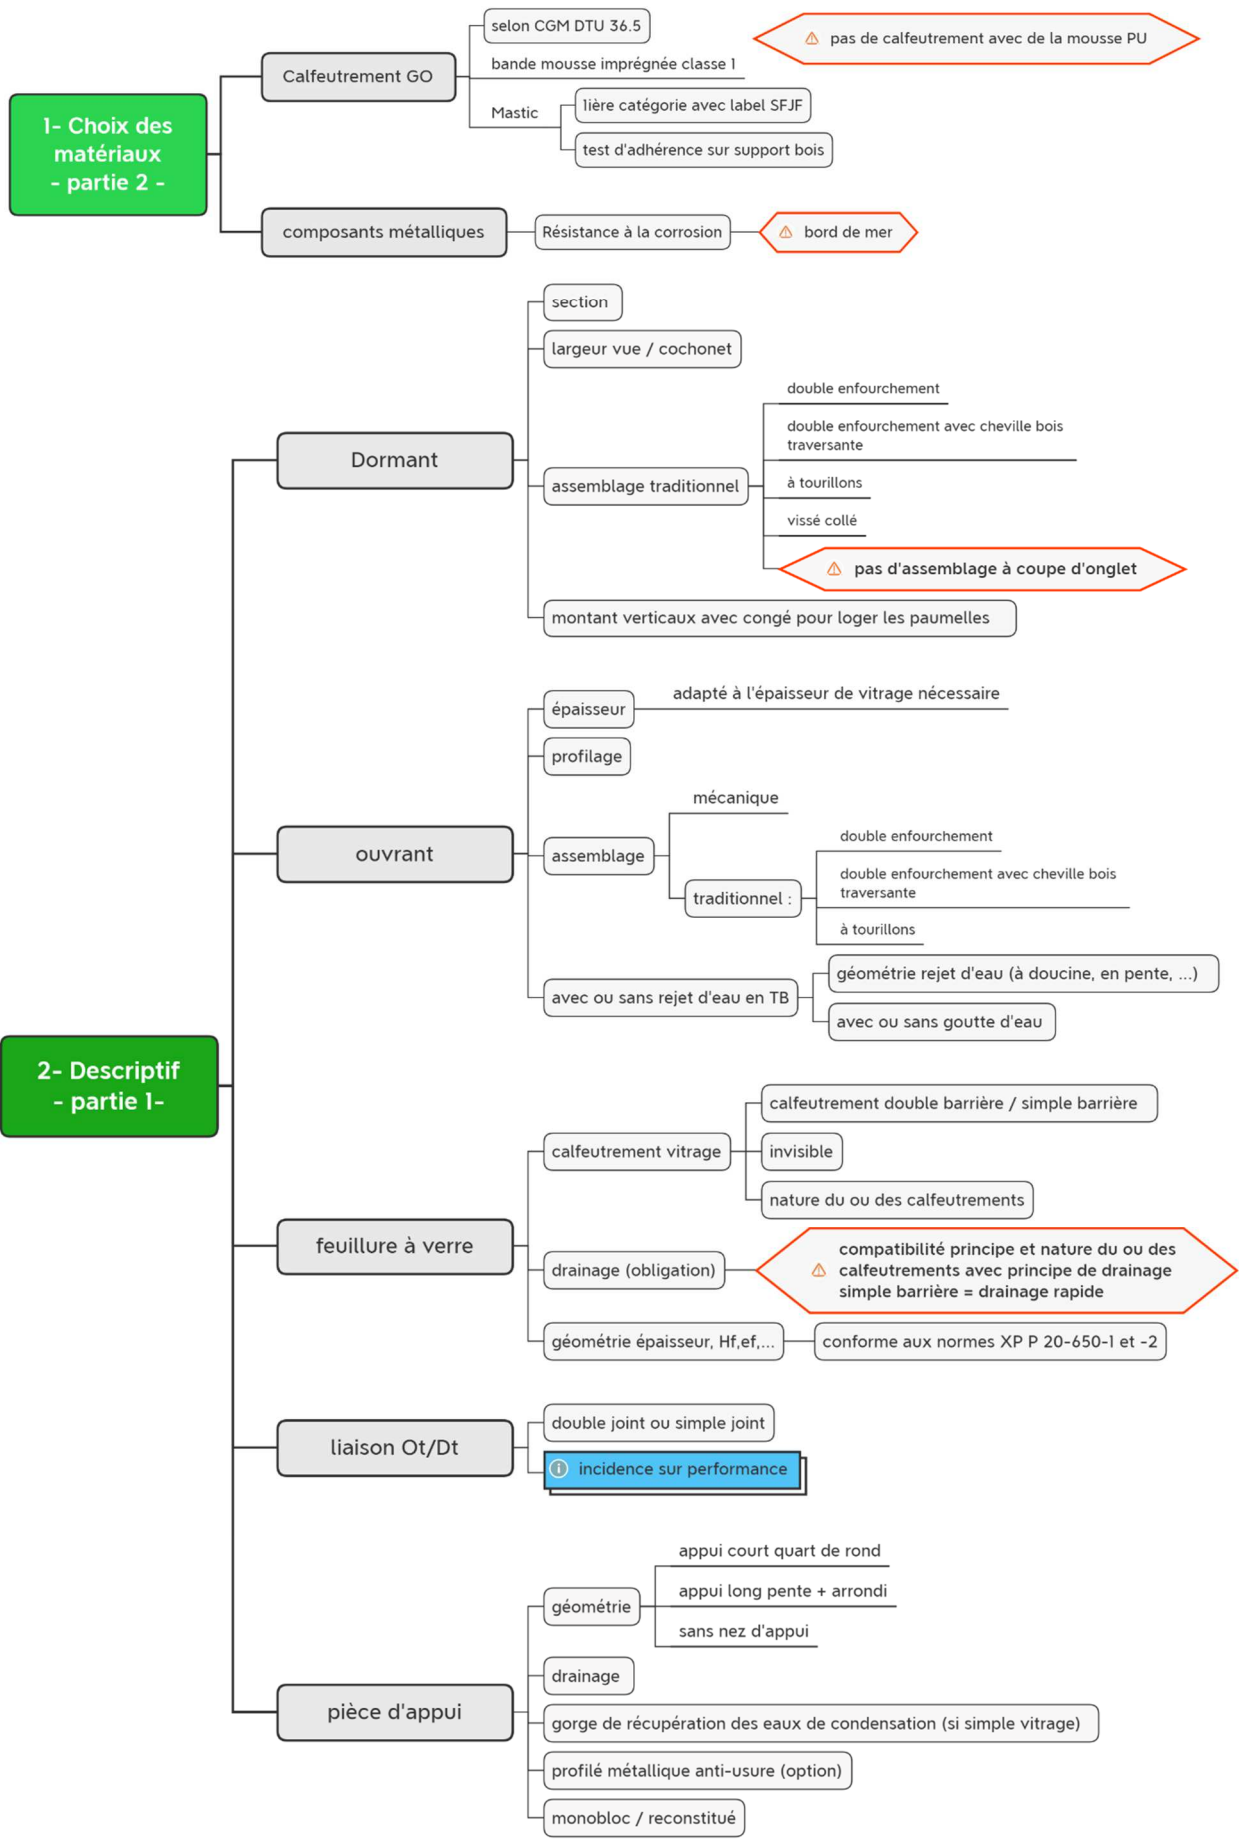 1- Choix des
matériaux
- partie 2 -
Calfeutrement GO
selon CGM DTU 36.5
pas de calfeutrement avec de la mousse PU
bande mousse imprégnée classe 1
Mastic
1ière catégorie avec label SFJF
test d'adhérence sur support bois
composants métalliques
Résistance à la corrosion
bord de mer
2- Descriptif
- partie 1-
Dormant
section
largeur vue / cochonet
assemblage traditionnel
double enfourchement
double enfourchement avec cheville bois
traversante
à tourillons
vissé collé
pas d'assemblage à coupe d'onglet
montant verticaux avec congé pour loger les paumelles
ouvrant
épaisseur
adapté à l'épaisseur de vitrage nécessaire
profilage
assemblage
mécanique
traditionnel :
double enfourchement
double enfourchement avec cheville bois
traversante
à tourillons
avec ou sans rejet d'eau en TB
géométrie rejet d'eau (à doucine, en pente, ...)
avec ou sans goutte d'eau
feuillure à verre
calfeutrement vitrage
calfeutrement double barrière / simple barrière
invisible
nature du ou des calfeutrements
drainage (obligation)
compatibilité principe et nature du ou des
calfeutrements avec principe de drainage
simple barrière = drainage rapide
géométrie épaisseur, Hf,ef,...
conforme aux normes XP P 20-650-1 et -2
liaison Ot/Dt
double joint ou simple joint
incidence sur performance
pièce d'appui
géométrie
appui court quart de rond
appui long pente + arrondi
sans nez d'appui
drainage
gorge de récupération des eaux de condensation (si simple vitrage)
profilé métallique anti-usure (option)
monobloc / reconstitué